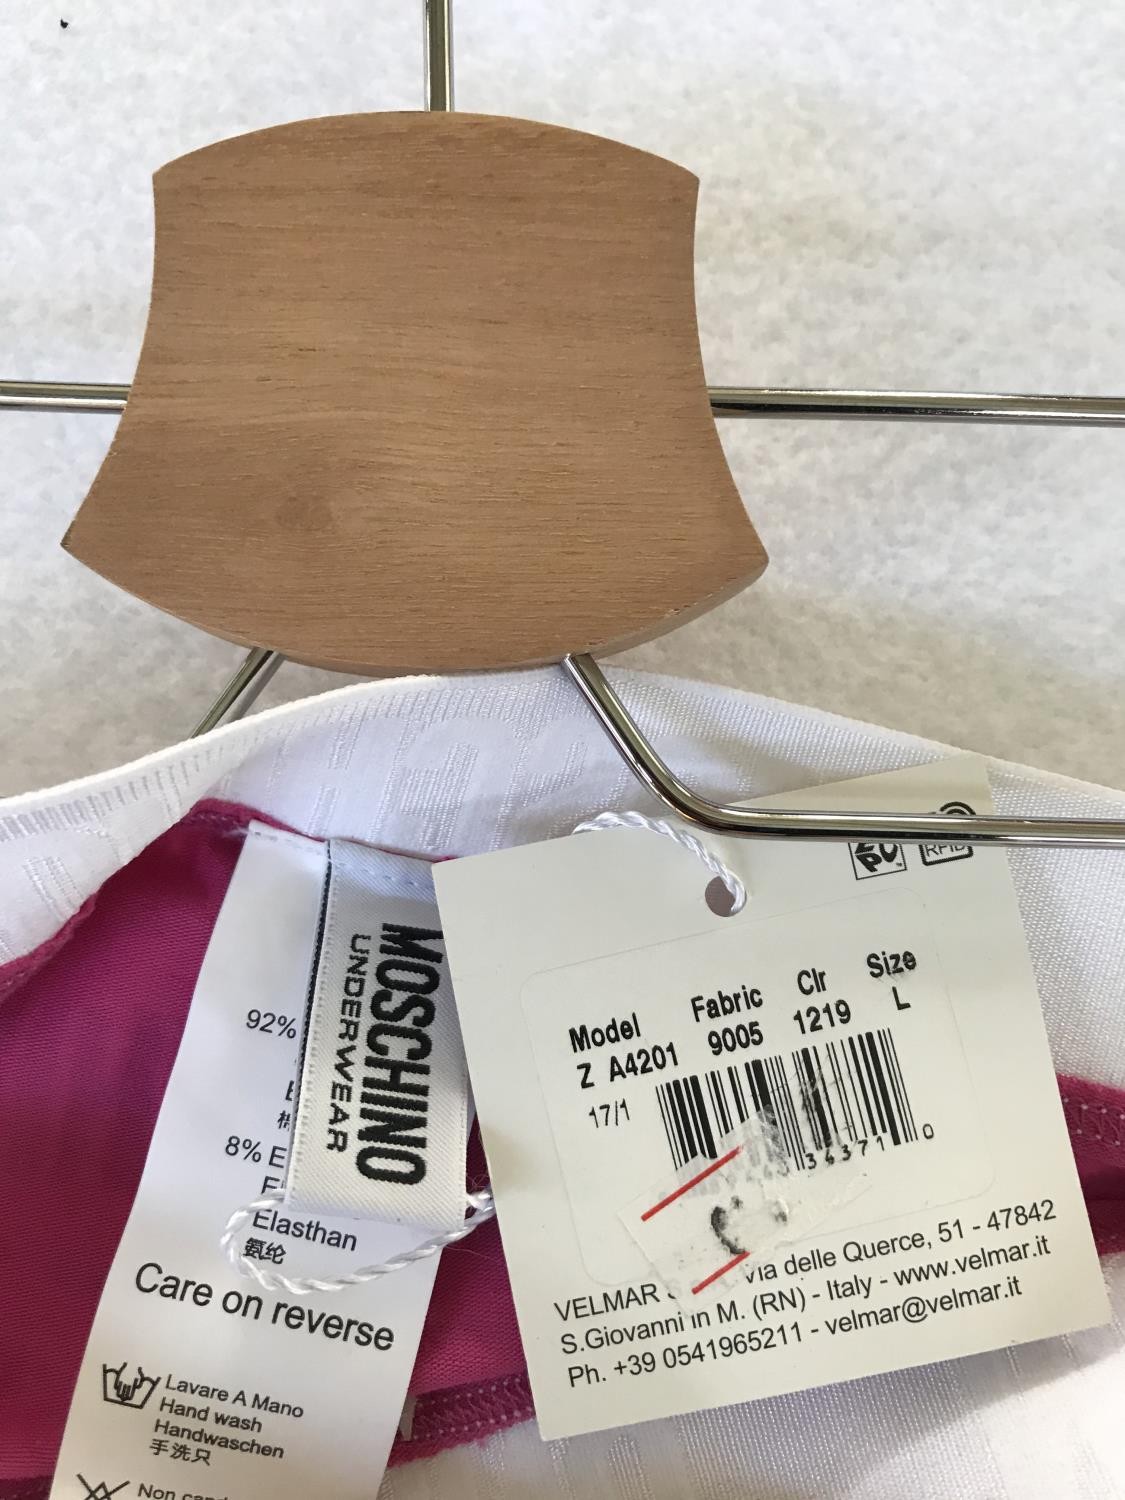 92%
8% E
Elasthan
氨纶
Care on reverse
Lavare A Mano
Hand wash
Handwaschen
手洗只
MOSCHINO
UNDERWEAR
RFID
Model Fabric Clr Size
Z A4201 9005 1219 L
17/1
34371 0
VELMAR Via delle Querce, 51 - 47842
S.Giovanni in M. (RN) - Italy - www.velmar.it
Ph. +39 0541965211 - velmar@velmar.it